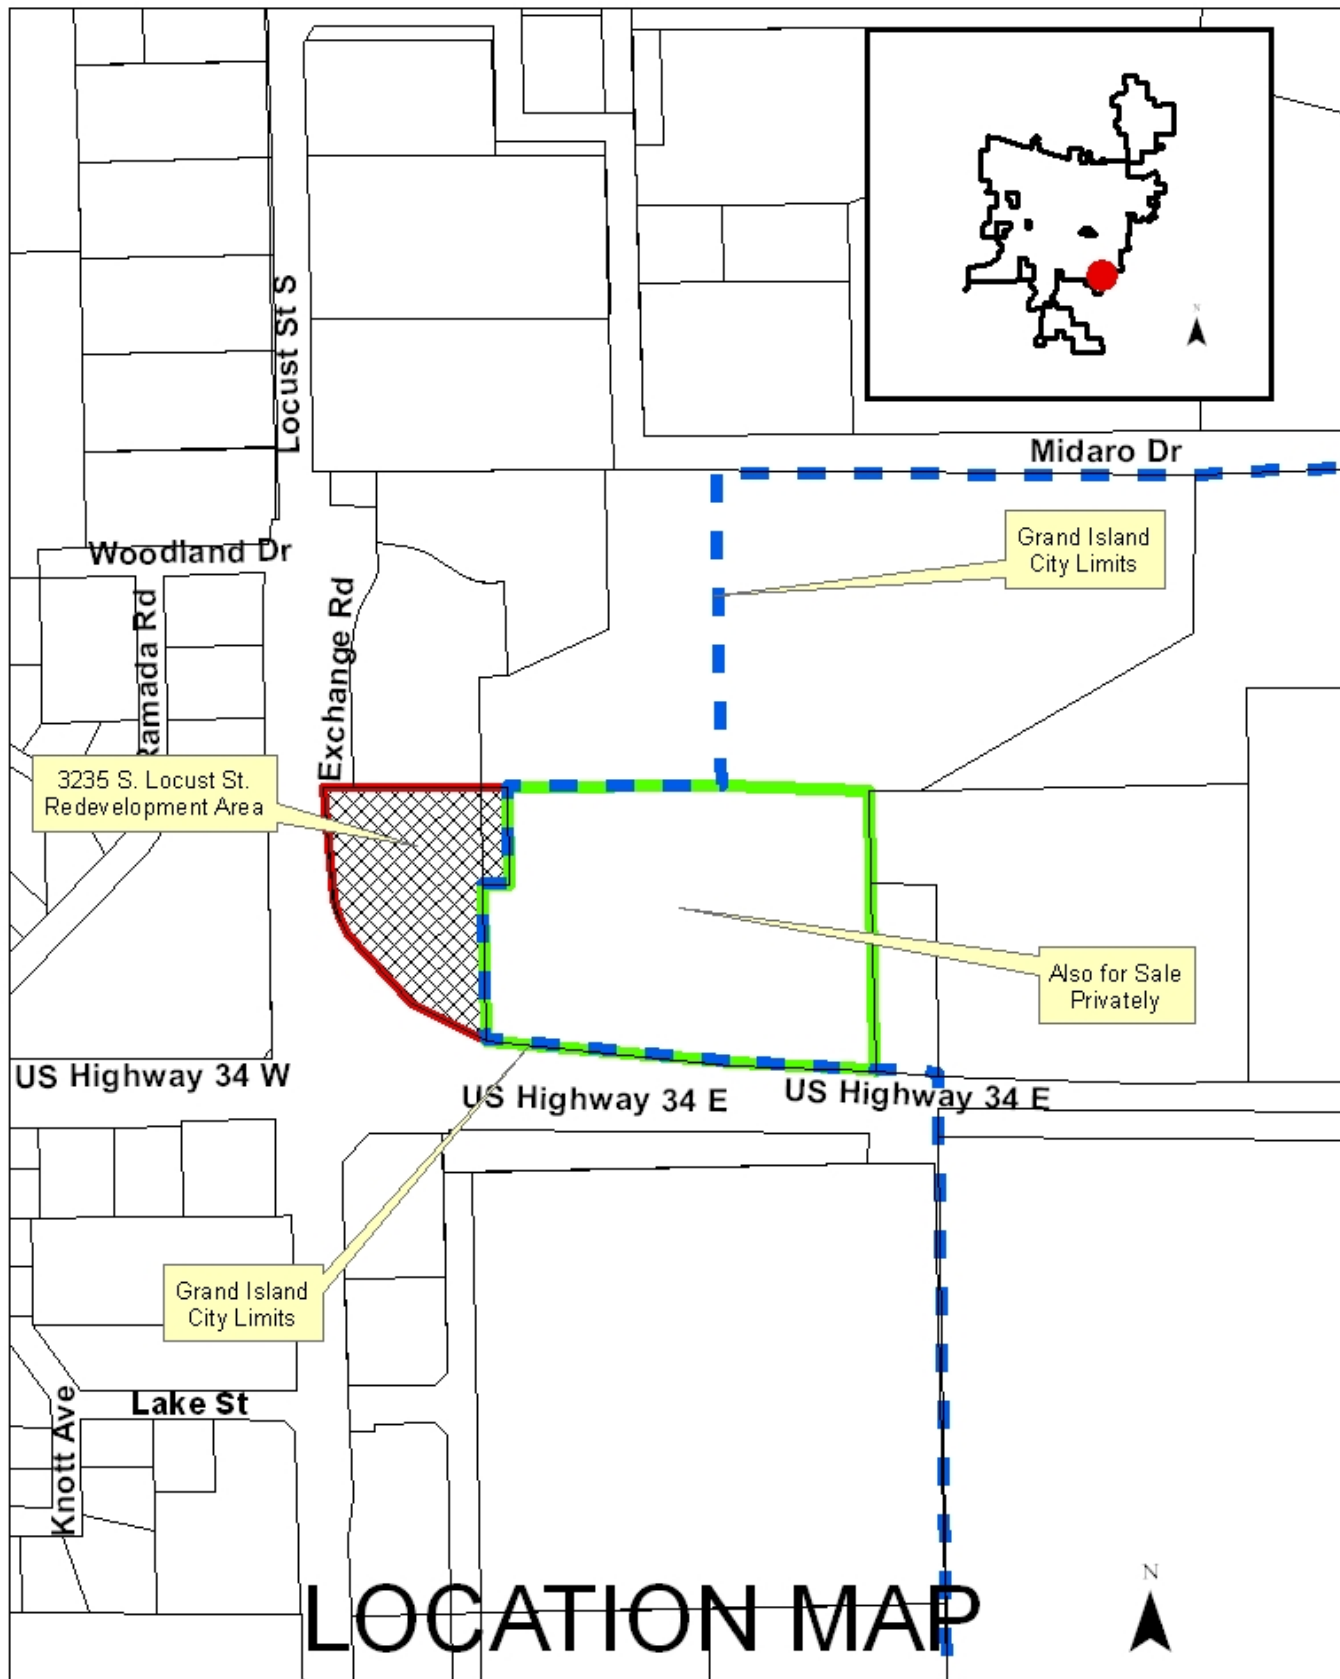 N
Locust St S
Midaro Dr
Grand Island
City Limits
Woodland Dr
Ramada Rd
Exchange Rd
3235 S. Locust St.
Redevelopment Area
Also for Sale
Privately
US Highway 34 W
US Highway 34 E
US Highway 34 E
Grand Island
City Limits
Lake St
Knott Ave
N
LOCATION MAP